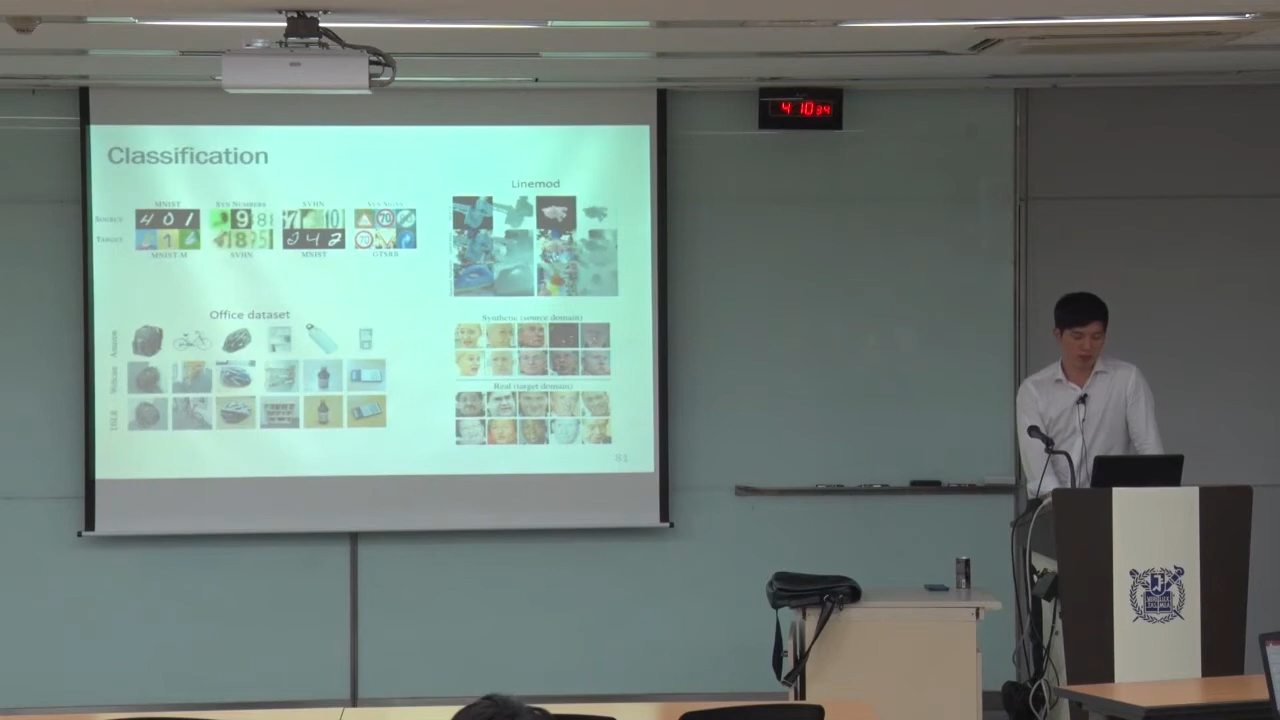 4 10 34
Classification
Linemod
MNIST
SYN NUMBERS
SVHN
SYN SIGNS
SOURCE
TARGET
MNIST-M
SVHN
MNIST
GTSRB
Office dataset
Amazon
DSLR
Synthetic (source domain)
Real (target domain)
81